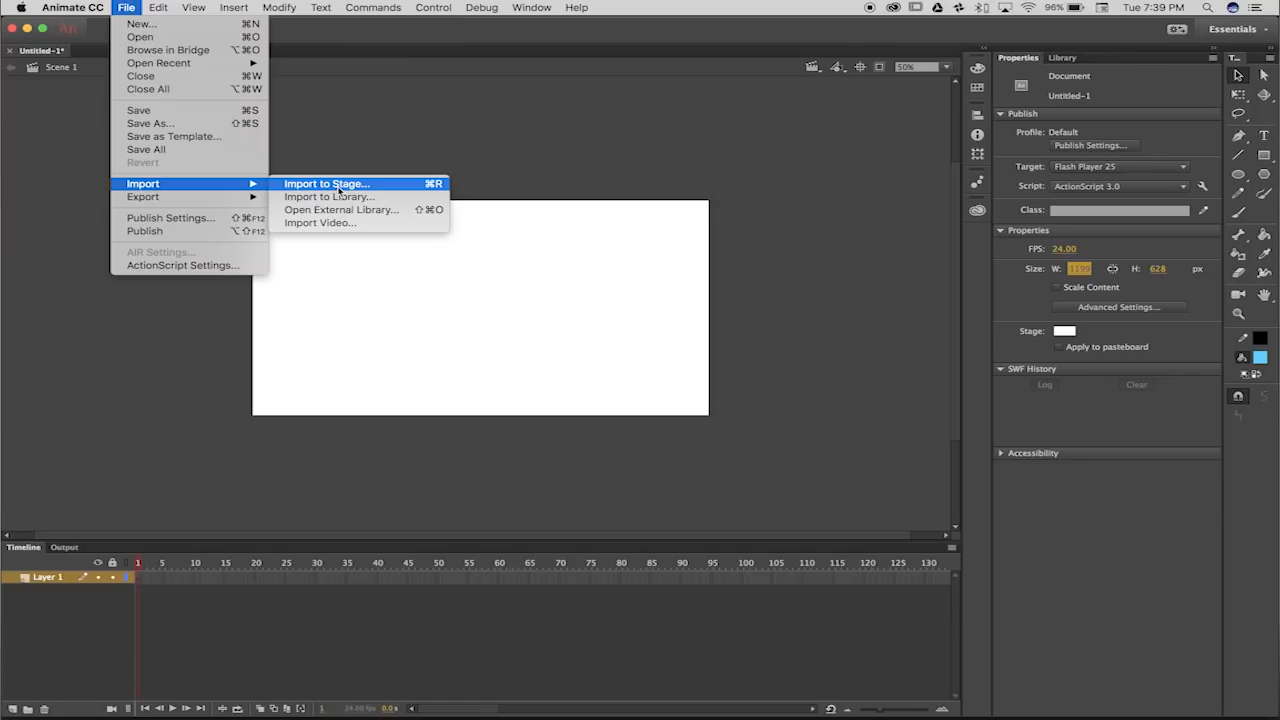 Animate CC File Edit View Insert Modify Text Commands Control Debug Window Help 96% Tue 7:39 PM
An Essentials
Untitled-1*
Scene 1 50%
New... ⌘N
Open ⌘O
Browse in Bridge ⌥⌘O
Open Recent
Close ⌘W
Close All ⌥⌘W
Save ⌘S
Save As... ⇧⌘S
Save as Template...
Save All
Revert
Import
Export
Publish Settings... ⇧⌘F12
Publish ⌥⇧F12
AIR Settings...
ActionScript Settings...
Import to Stage... ⌘R
Import to Library...
Open External Library... ⇧⌘O
Import Video...
Properties Library
Document
An
Untitled-1
Publish
Profile: Default
Publish Settings...
Target: Flash Player 25
Script: ActionScript 3.0
Class:
Properties
FPS: 24.00
Size: W: 1199 H: 628 px
Scale Content
Advanced Settings...
Stage:
Apply to pasteboard
SWF History
Log Clear
Accessibility
T...
Timeline Output
1 5 10 15 20 25 30 35 40 45 50 55 60 65 70 75 80 85 90 95 100 105 110 115 120 125 130
Layer 1
1 24.00 fps 0.0s